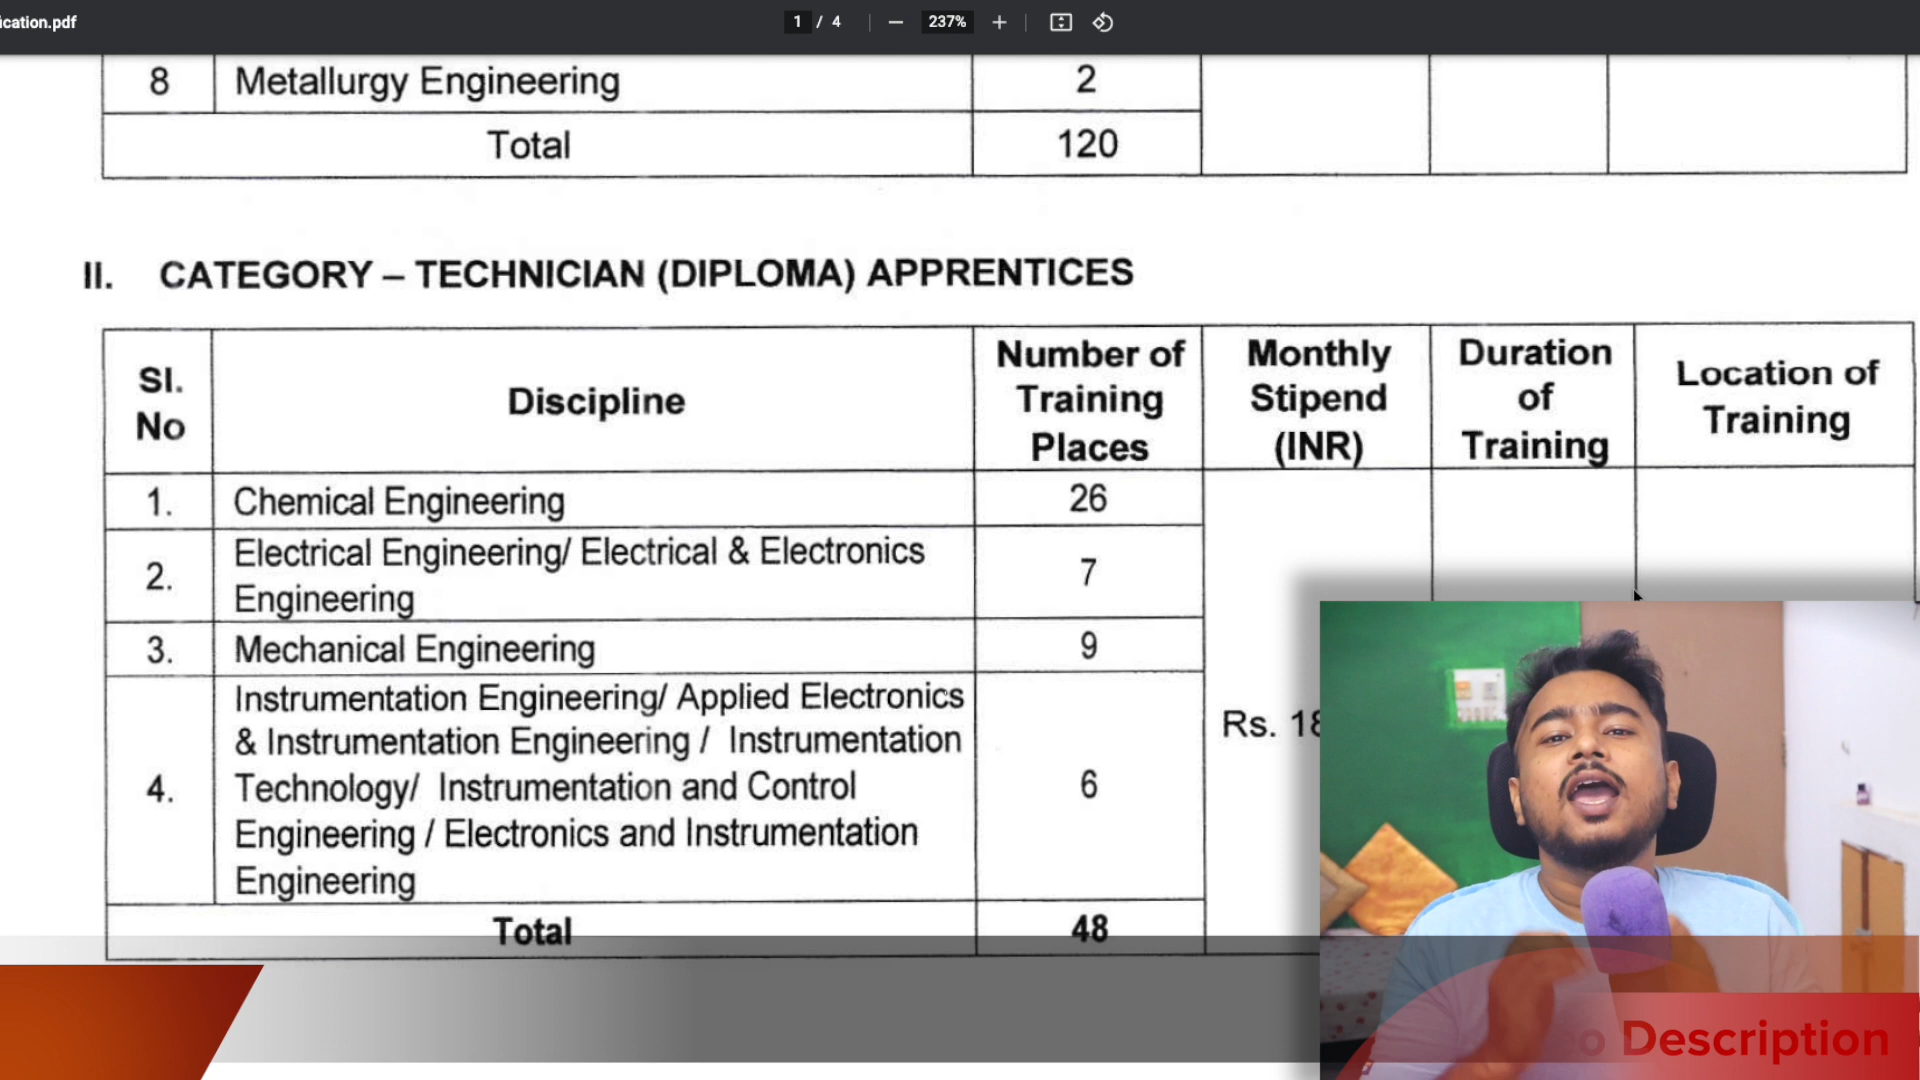 ication.pdf
1 / 4
237%
8 Metallurgy Engineering 2
Total 120
II. CATEGORY – TECHNICIAN (DIPLOMA) APPRENTICES
Sl. No Discipline Number of Training Places Monthly Stipend (INR) Duration of Training Location of Training
1. Chemical Engineering 26
2. Electrical Engineering/ Electrical & Electronics
Engineering 7
3. Mechanical Engineering 9
4. Instrumentation Engineering/ Applied Electronics
& Instrumentation Engineering / Instrumentation
Technology/ Instrumentation and Control
Engineering / Electronics and Instrumentation
Engineering 6
Rs. 18
Total 48
Description